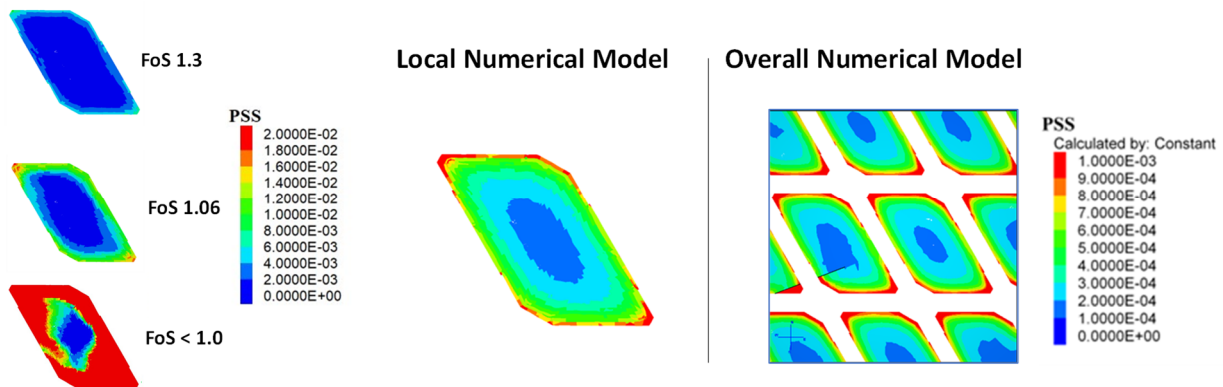 FoS 1.3
FoS 1.06
FoS < 1.0
PSS
2.0000E-02
1.8000E-02
1.6000E-02
1.4000E-02
1.2000E-02
1.0000E-02
8.0000E-03
6.0000E-03
4.0000E-03
2.0000E-03
0.0000E+00
Local Numerical Model
Overall Numerical Model
PSS
Calculated by: Constant
1.0000E-03
9.0000E-04
8.0000E-04
7.0000E-04
6.0000E-04
5.0000E-04
4.0000E-04
3.0000E-04
2.0000E-04
1.0000E-04
0.0000E+00